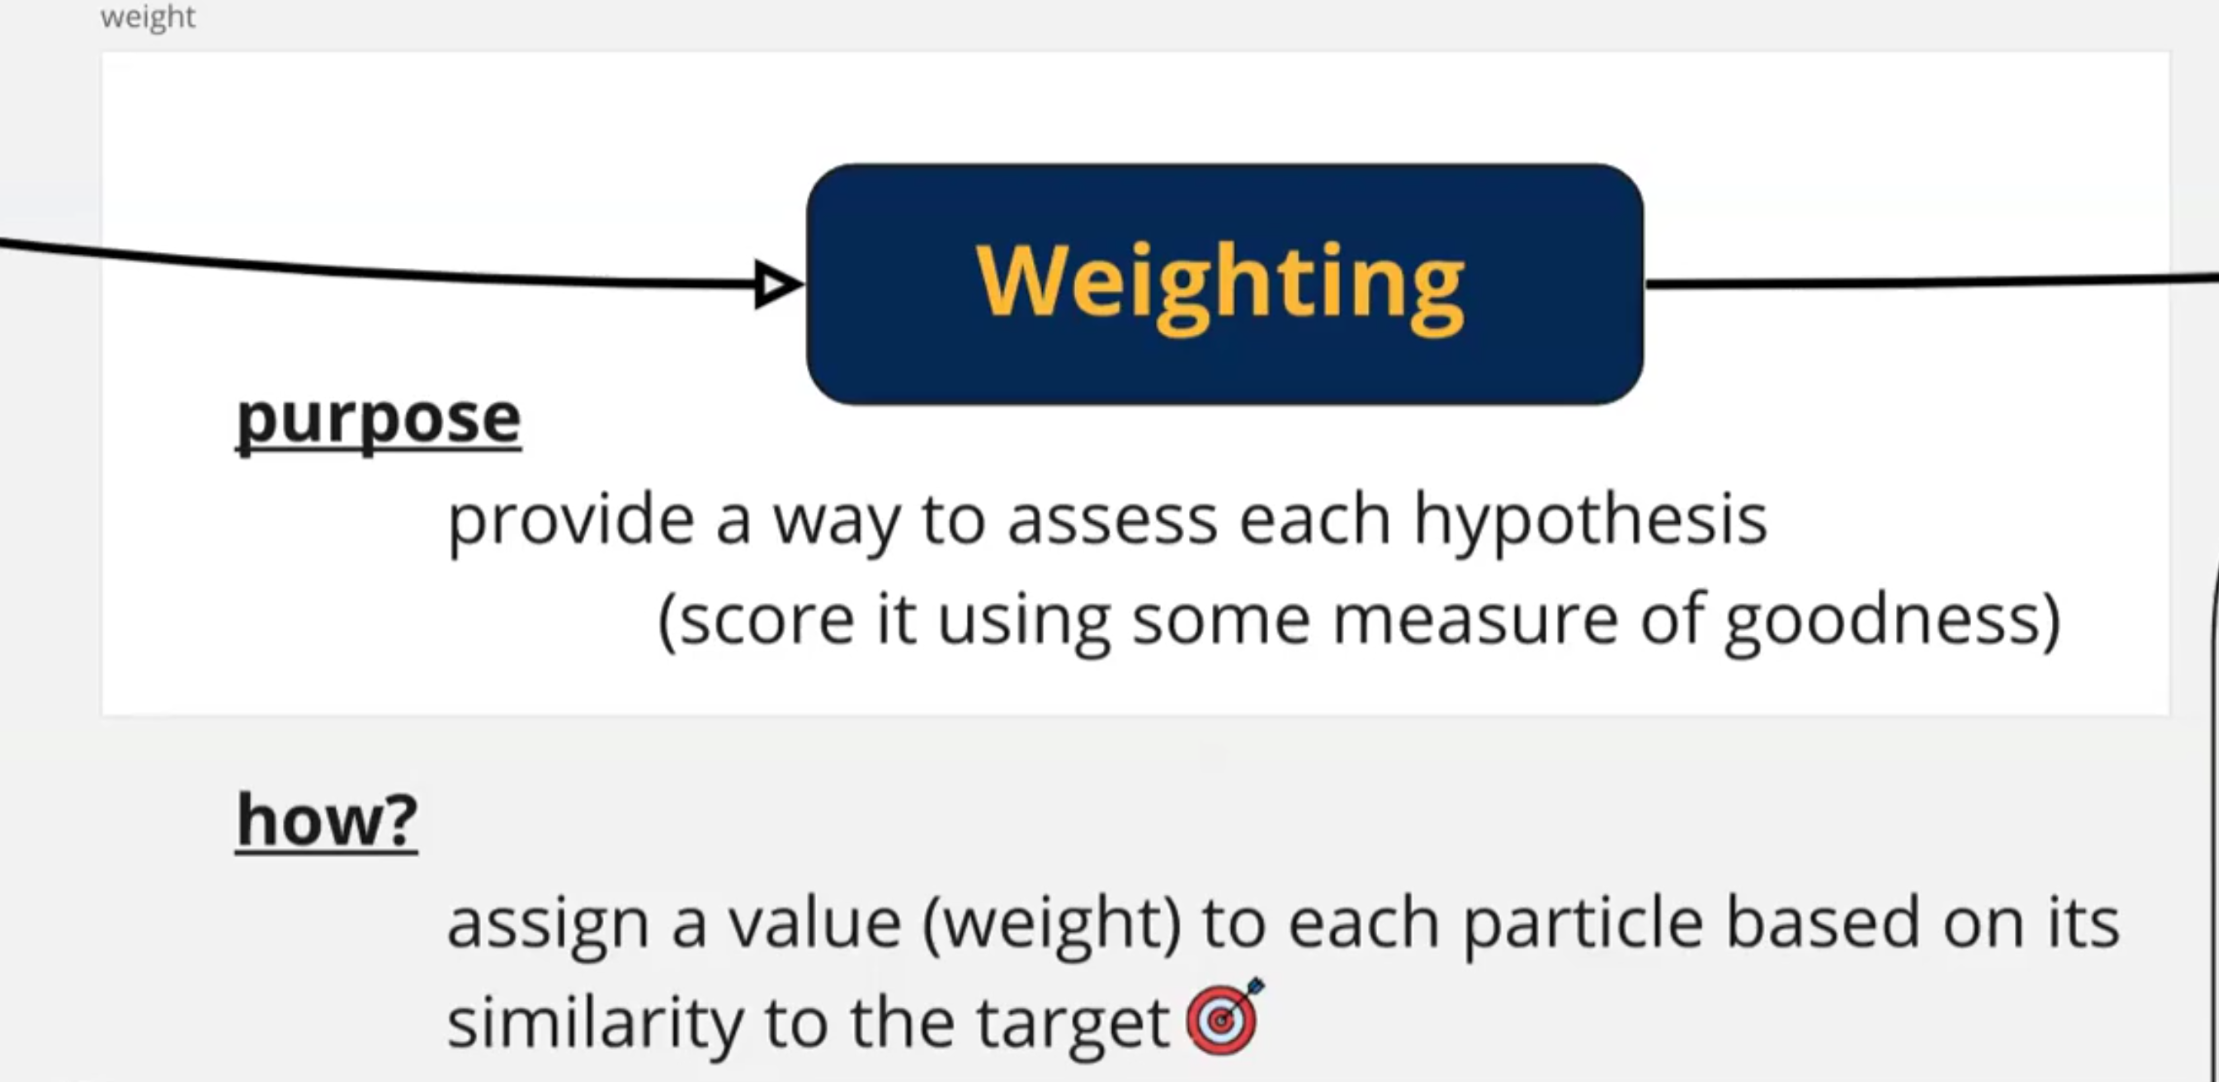 weight
Weighting
purpose
provide a way to assess each hypothesis
(score it using some measure of goodness)
how?
assign a value (weight) to each particle based on its
similarity to the target 🎯